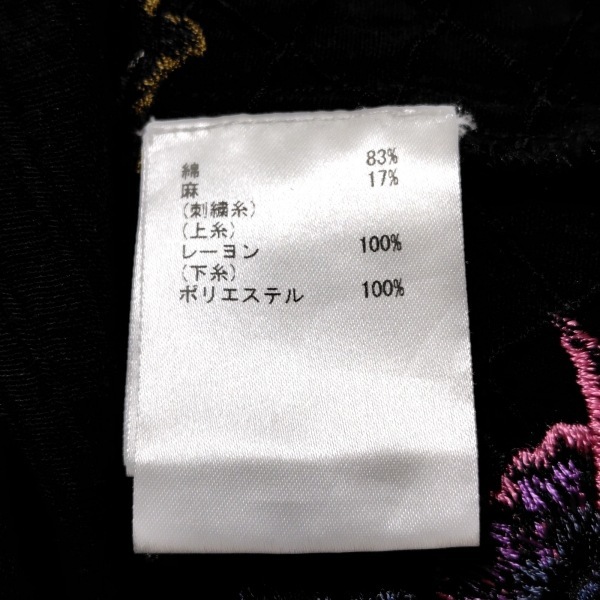 綿 83%
麻 17%
(刺繍糸)
(上糸)
レーヨン 100%
(下糸)
ポリエステル 100%